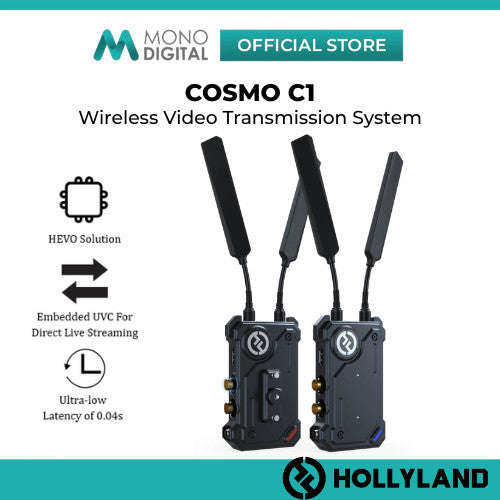 MONO
DIGITAL
OFFICIAL STORE
COSMO C1
Wireless Video Transmission System
HEVO Solution
Embedded UVC For
Direct Live Streaming
Ultra-low
Latency of 0.04s
HOLLYLAND